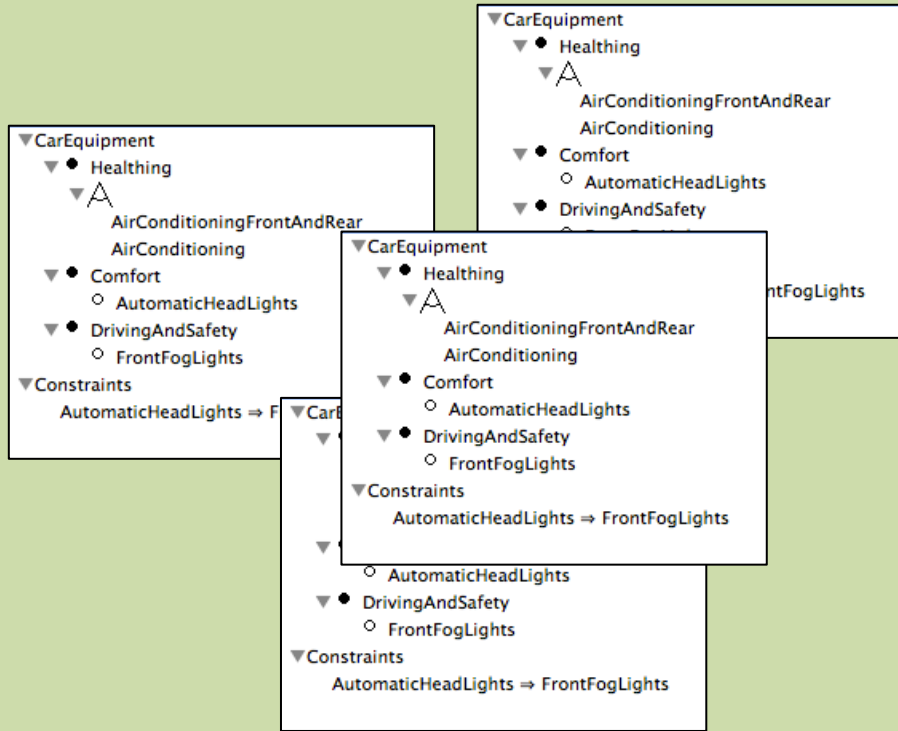 CarEquipment
Healthing
AirConditioningFrontAndRear
AirConditioning
Comfort
AutomaticHeadLights
DrivingAndSafety
FrontFogLights
CarEquipment
Healthing
AirConditioningFrontAndRear
AirConditioning
Comfort
AutomaticHeadLights
DrivingAndSafety
FrontFogLights
Constraints
AutomaticHeadLights ⇒ F
CarEquipment
Healthing
AirConditioningFrontAndRear
AirConditioning
Comfort
AutomaticHeadLights
DrivingAndSafety
FrontFogLights
Constraints
AutomaticHeadLights ⇒ FrontFogLights
AutomaticHeadLights
DrivingAndSafety
FrontFogLights
Constraints
AutomaticHeadLights ⇒ FrontFogLights